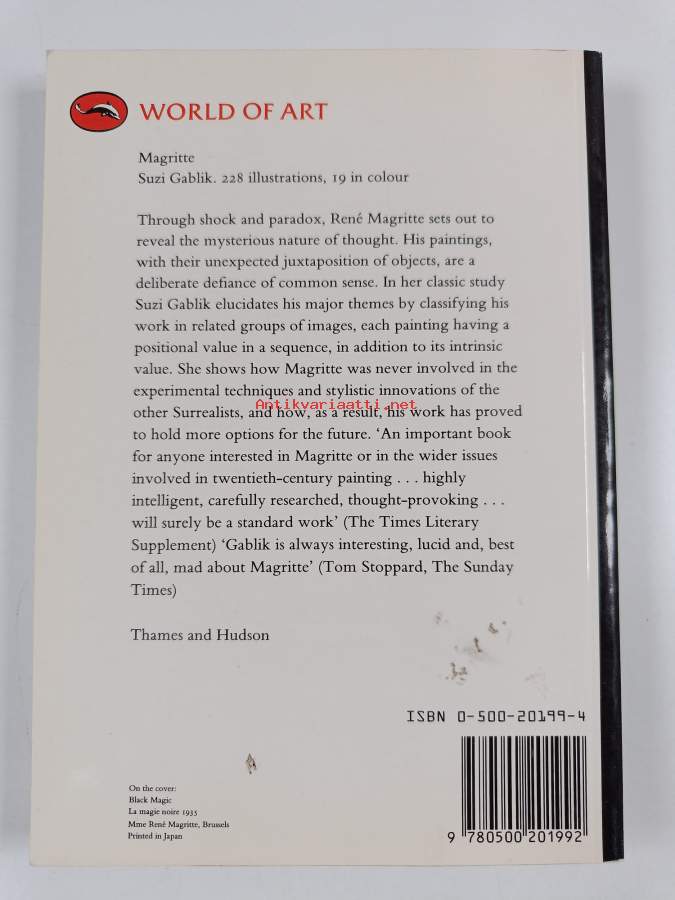 WORLD OF ART
Magritte
Suzi Gablik. 228 illustrations, 19 in colour
Through shock and paradox, René Magritte sets out to
reveal the mysterious nature of thought. His paintings,
with their unexpected juxtaposition of objects, are a
deliberate defiance of common sense. In her classic study
Suzi Gablik elucidates his major themes by classifying his
work in related groups of images, each painting having a
positional value in a sequence, in addition to its intrinsic
value. She shows how Magritte was never involved in the
experimental techniques and stylistic innovations of the
Antikvariaatti.net
other Surrealists, and how, as a result, his work has proved
to hold more options for the future. ‘An important book
for anyone interested in Magritte or in the wider issues
involved in twentieth-century painting . . . highly
intelligent, carefully researched, thought-provoking . . .
will surely be a standard work’ (The Times Literary
Supplement) ‘Gablik is always interesting, lucid and, best
of all, mad about Magritte’ (Tom Stoppard, The Sunday
Times)
Thames and Hudson
ISBN 0-500-20199-4
On the cover:
Black Magic
La magie noire 1935
Mme René Magritte, Brussels
Printed in Japan
9 780500 201992